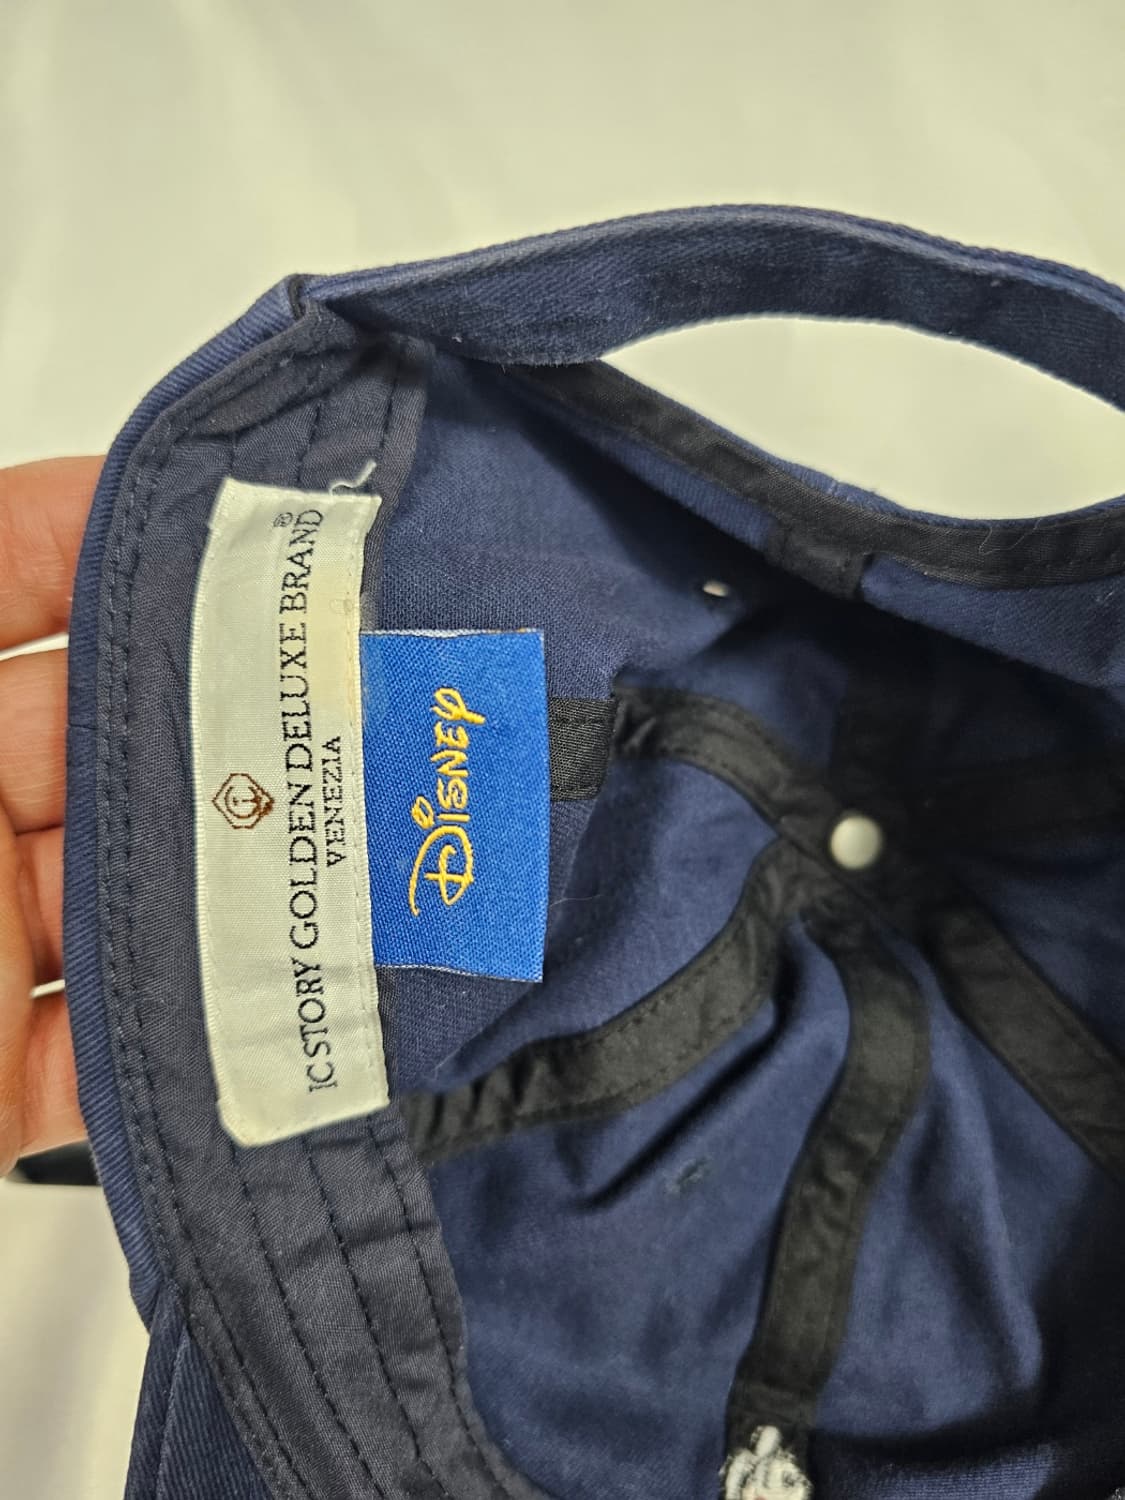 IC STORY GOLDEN DELUXE BRAND®
VENEZIA
DISNEY